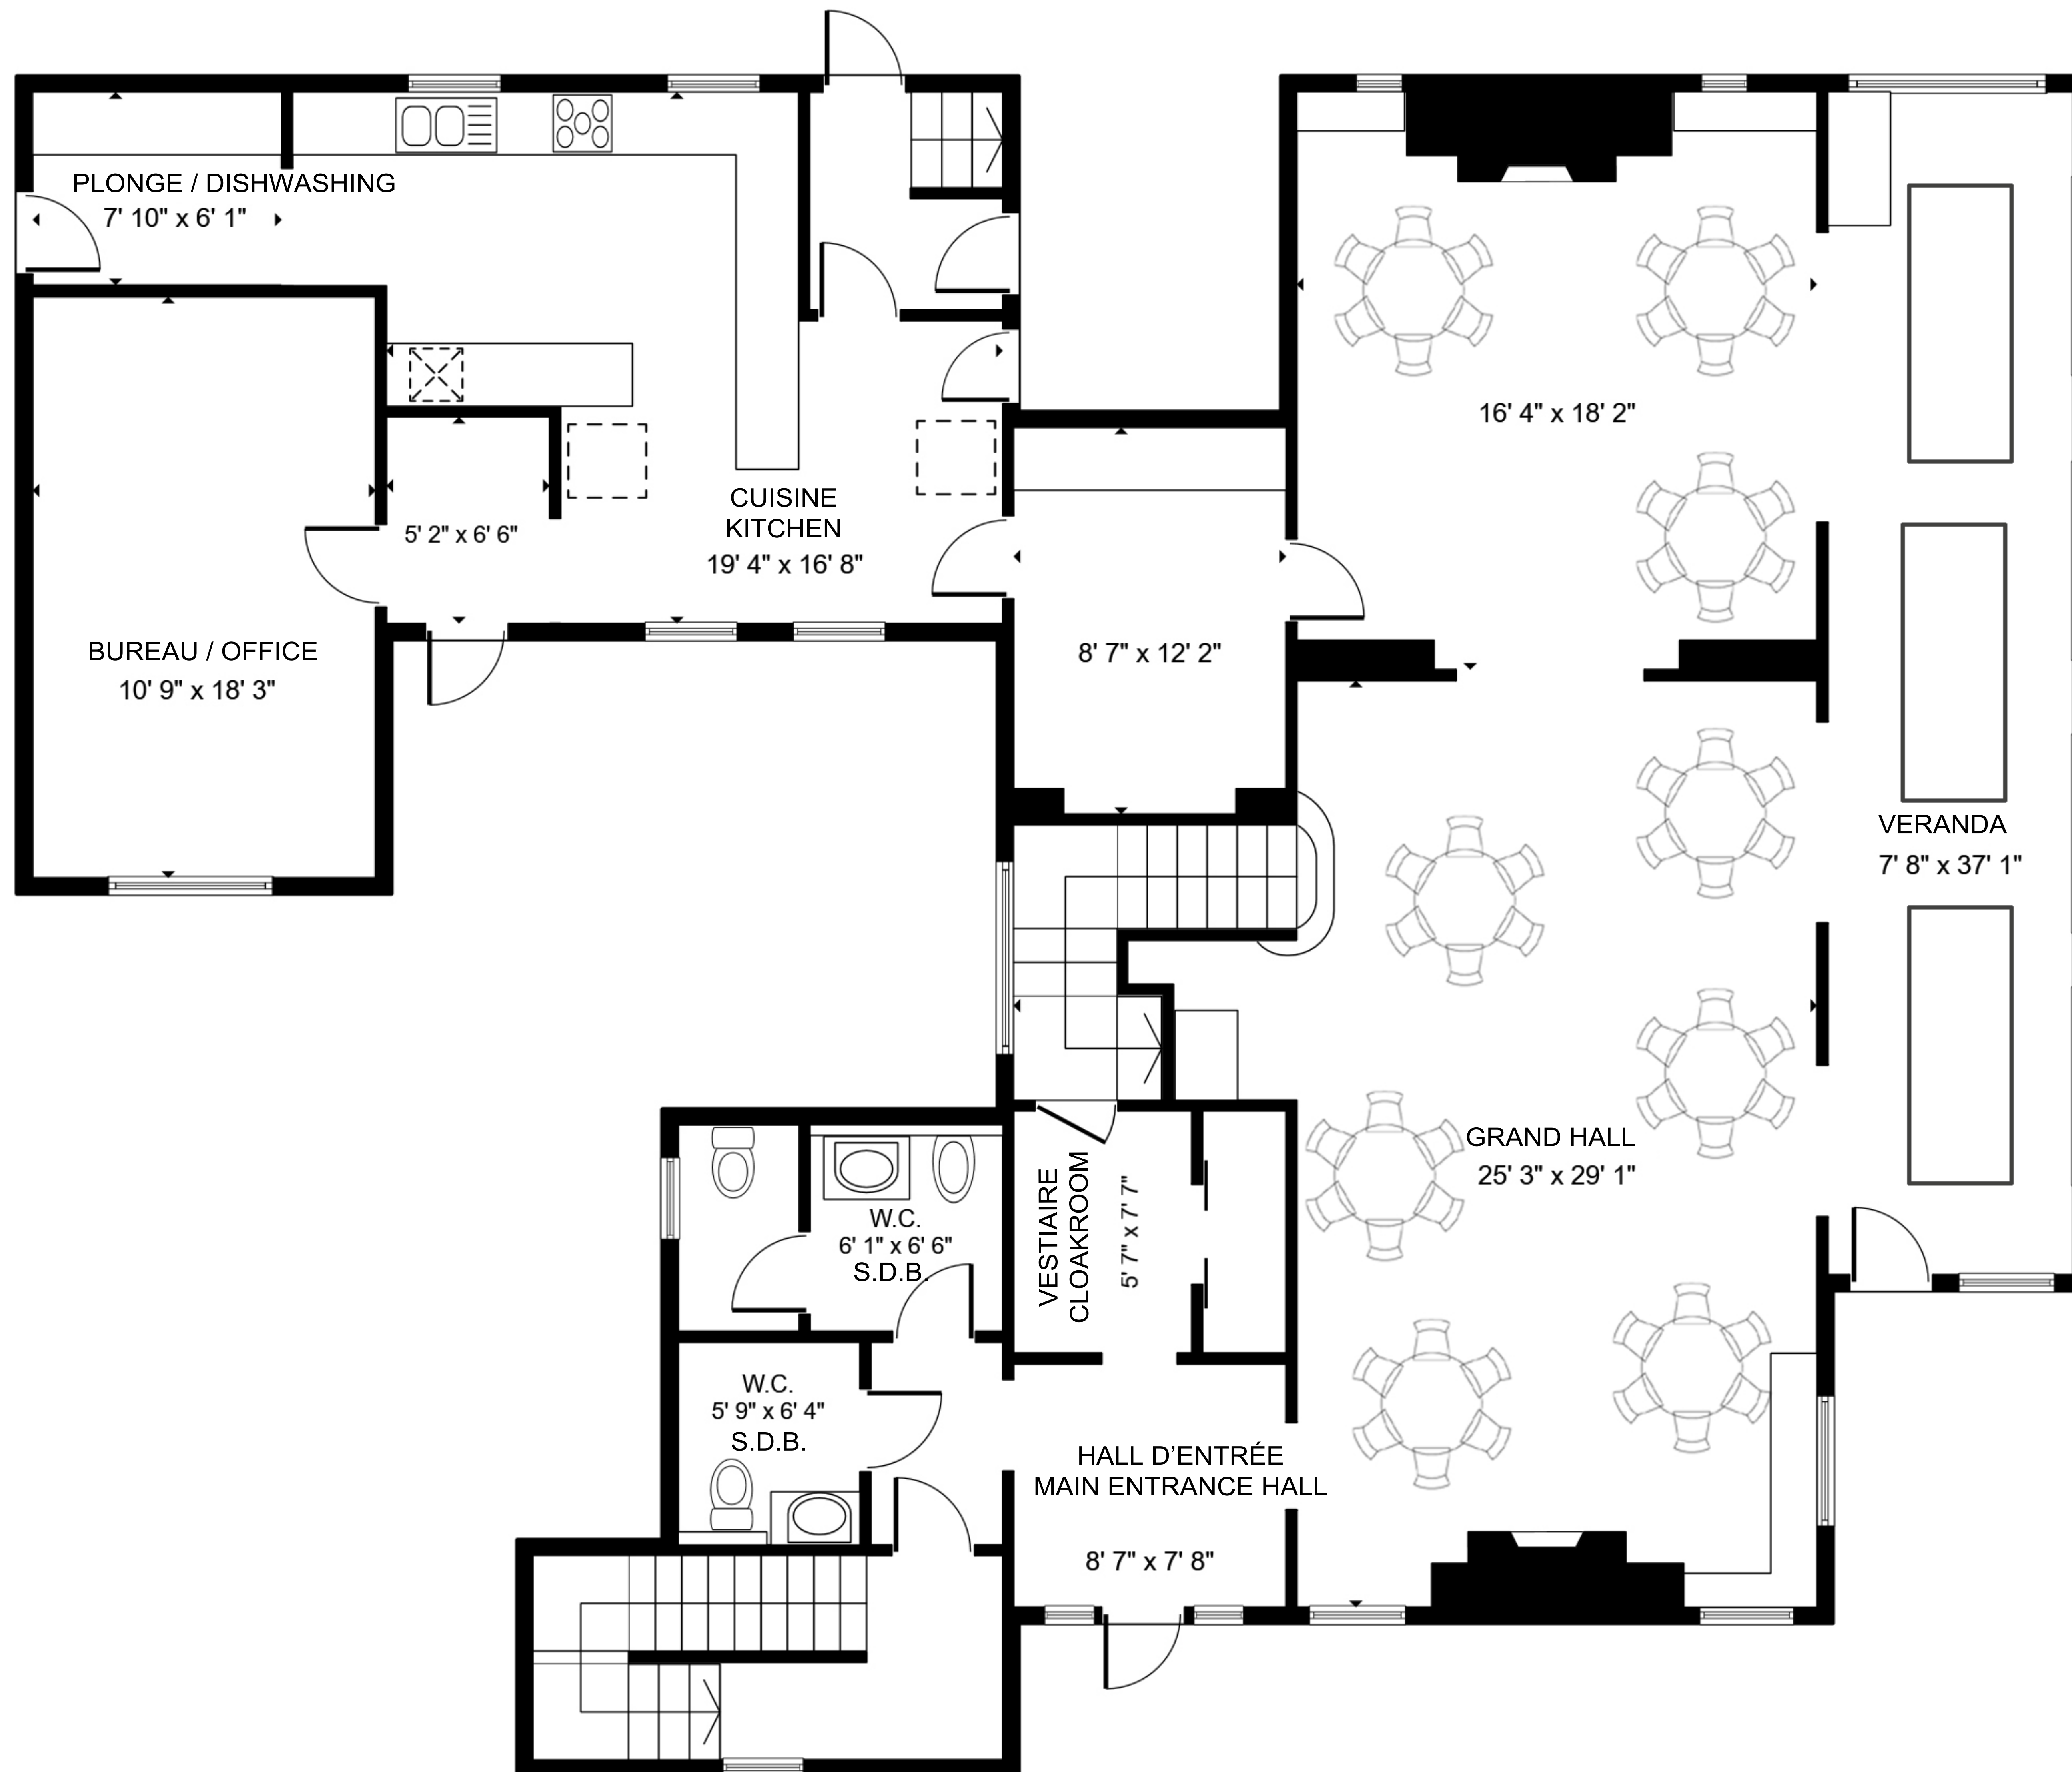 PLONGE / DISHWASHING
7' 10" x 6' 1"
16' 4" x 18' 2"
CUISINE
KITCHEN
19' 4" x 16' 8"
5' 2" x 6' 6"
BUREAU / OFFICE
10' 9" x 18' 3"
8' 7" x 12' 2"
VERANDA
7' 8" x 37' 1"
GRAND HALL
25' 3" x 29' 1"
VESTIAIRE
CLOAKROOM
5' 7" x 7' 7"
W.C.
6' 1" x 6' 6"
S.D.B.
W.C.
5' 9" x 6' 4"
S.D.B.
HALL D’ENTRÉE
MAIN ENTRANCE HALL
8' 7" x 7' 8"